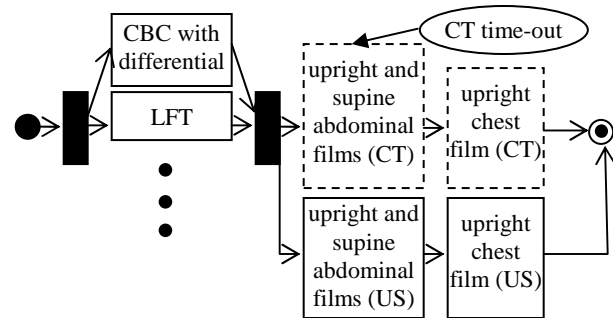 CBC with
differential
LFT
CT time-out
upright and
supine
abdominal
films (CT)
upright
chest
film (CT)
upright and
supine
abdominal
films (US)
upright
chest
film (US)